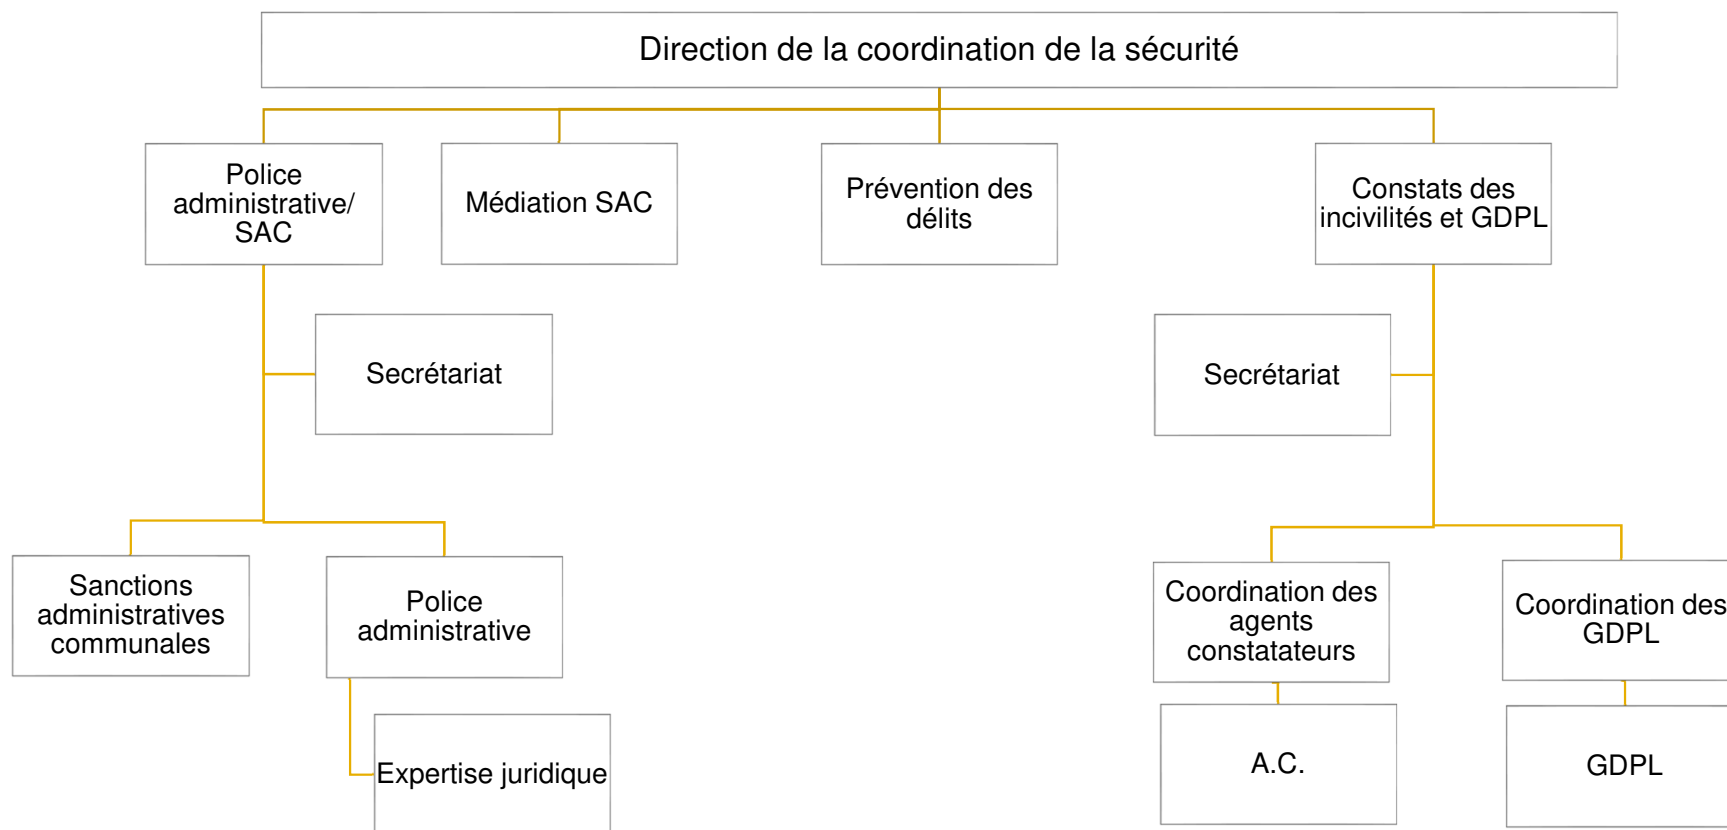 Direction de la coordination de la sécurité
Police
administrative/
SAC
Médiation SAC
Prévention des
délits
Constats des
incivilités et GDPL
Secrétariat
Secrétariat
Sanctions
administratives
communales
Police
administrative
Coordination des
agents
constatateurs
Coordination des
GDPL
Expertise juridique
A.C.
GDPL